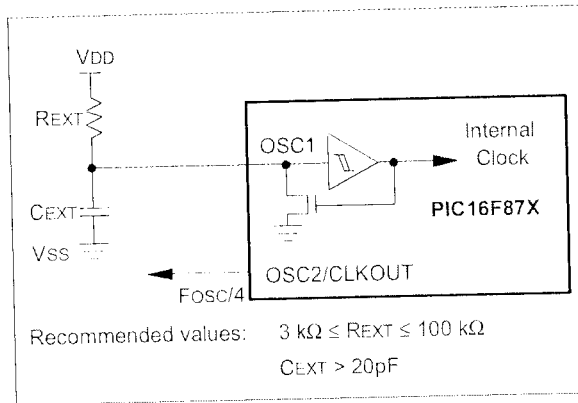 VDD
REXT
OSC1
Internal
Clock
CEXT
PIC16F87X
VSS
OSC2/CLKOUT
FOSC/4
Recommended values: 3 kΩ ≤ REXT ≤ 100 kΩ
CEXT > 20pF